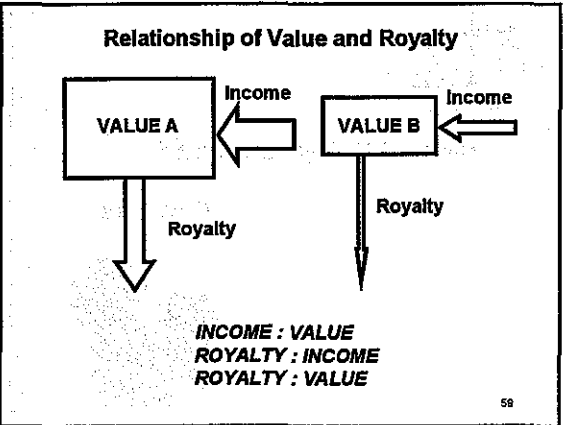 Relationship of Value and Royalty
Income
Income
VALUE A
VALUE B
Royalty
Royalty
INCOME : VALUE
ROYALTY : INCOME
ROYALTY : VALUE
59